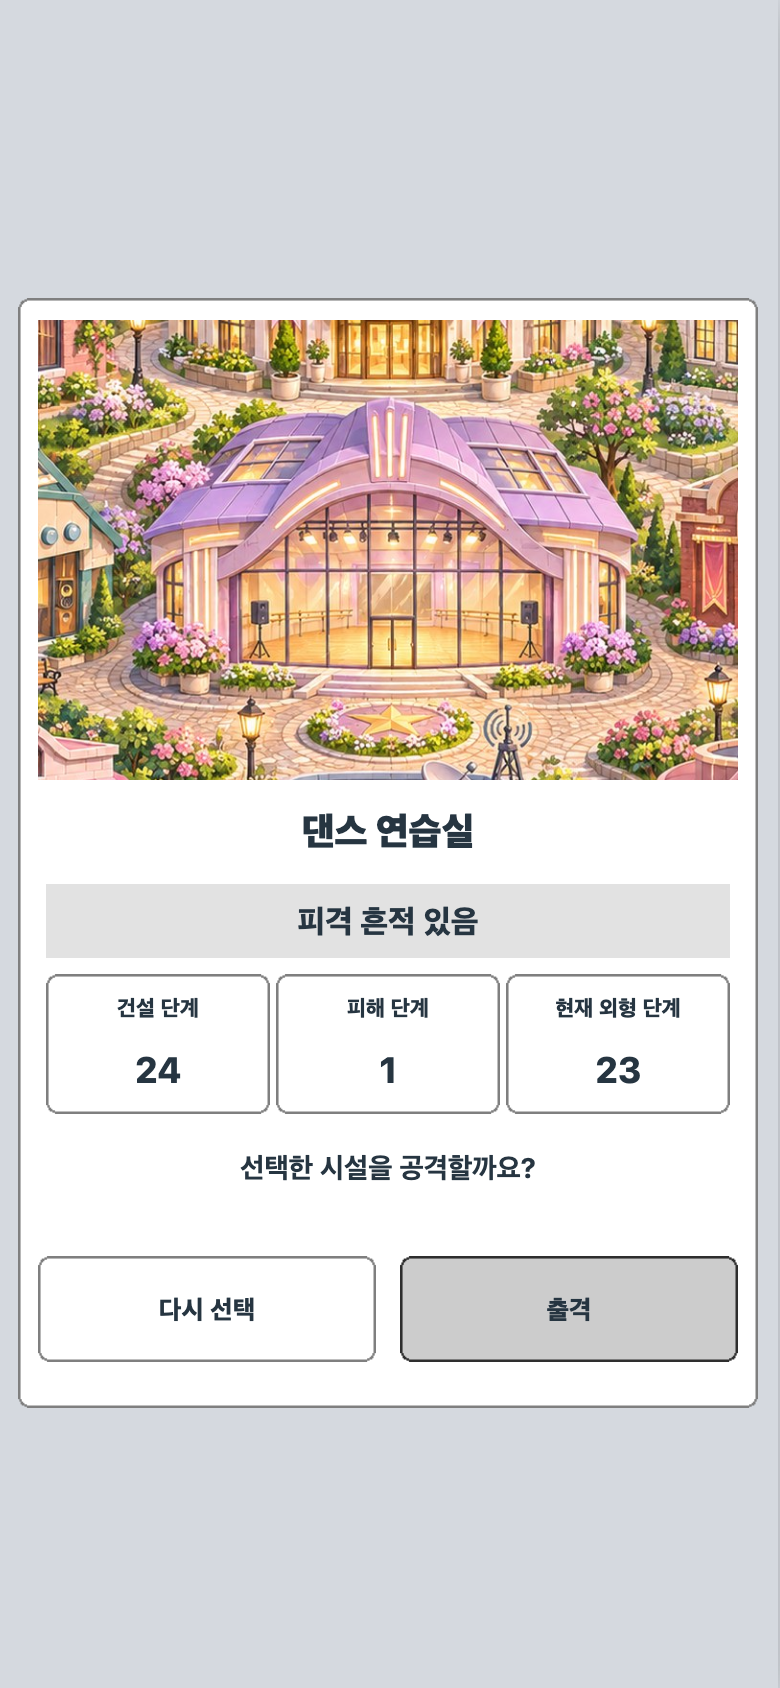 댄스 연습실
피격 흔적 있음
건설 단계
24
피해 단계
1
현재 외형 단계
23
선택한 시설을 공격할까요?
다시 선택
출격